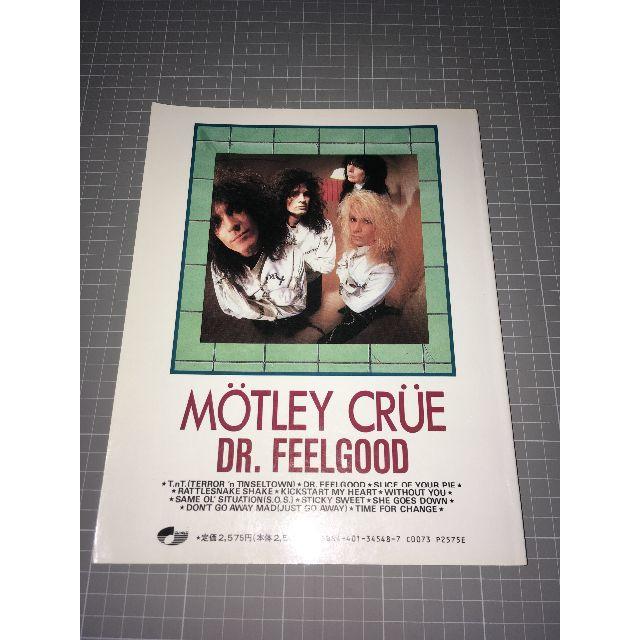 MÖTLEY CRÜE
DR. FEELGOOD
★T.nT.(TERROR 'n TINSELTOWN)★DR. FEELGOOD★SLICE OF YOUR PIE★
★RATTLESNAKE SHAKE★KICKSTART MY HEART★WITHOUT YOU★
★SAME OL' SITUATION(S.O.S.)★STICKY SWEET★SHE GOES DOWN★
★DON'T GO AWAY MAD(JUST GO AWAY)★TIME FOR CHANGE★
★定価2,575円(本体2,5 4-401-34548-7 C0073 P2575E